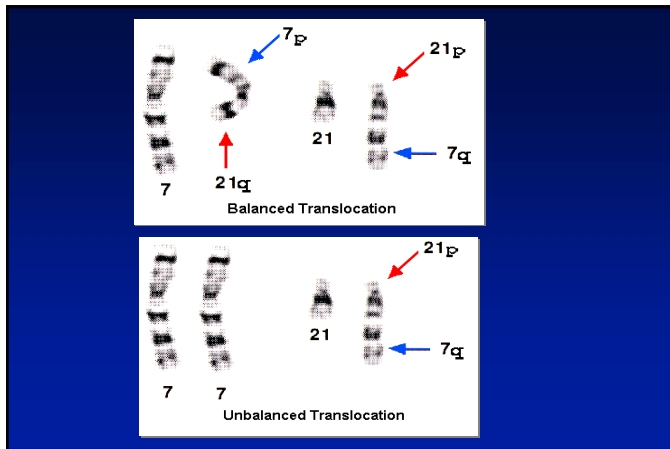 7p
21p
21
7q
7
21q
Balanced Translocation
21p
21
7q
7 7
Unbalanced Translocation